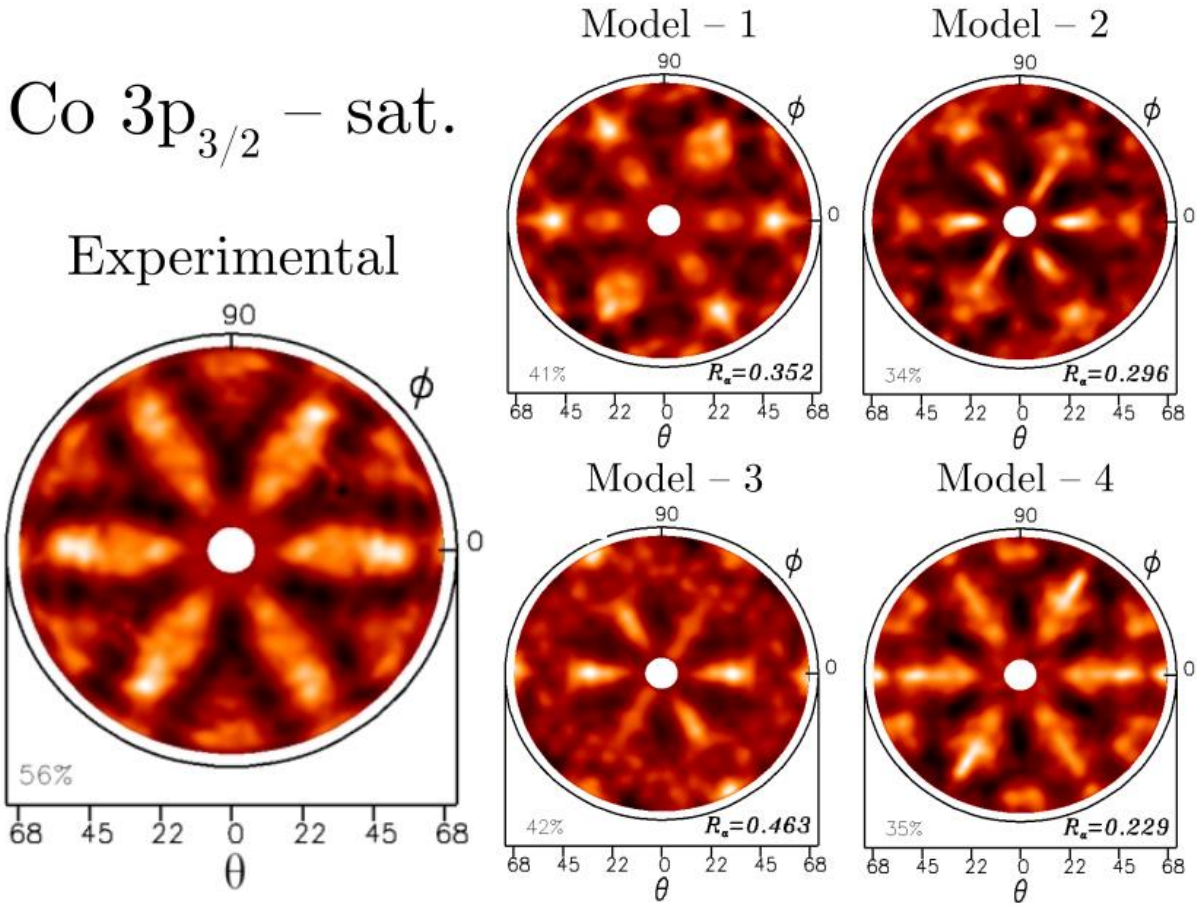 Co 3p3/2 – sat.
Experimental
90
ϕ
0
56%
68 45 22 0 22 45 68
θ
Model – 1
90
ϕ
0
41%
Rα=0.352
68 45 22 0 22 45 68
θ
Model – 2
90
ϕ
0
34%
Rα=0.296
68 45 22 0 22 45 68
θ
Model – 3
90
ϕ
0
42%
Rα=0.463
68 45 22 0 22 45 68
θ
Model – 4
90
ϕ
0
35%
Rα=0.229
68 45 22 0 22 45 68
θ